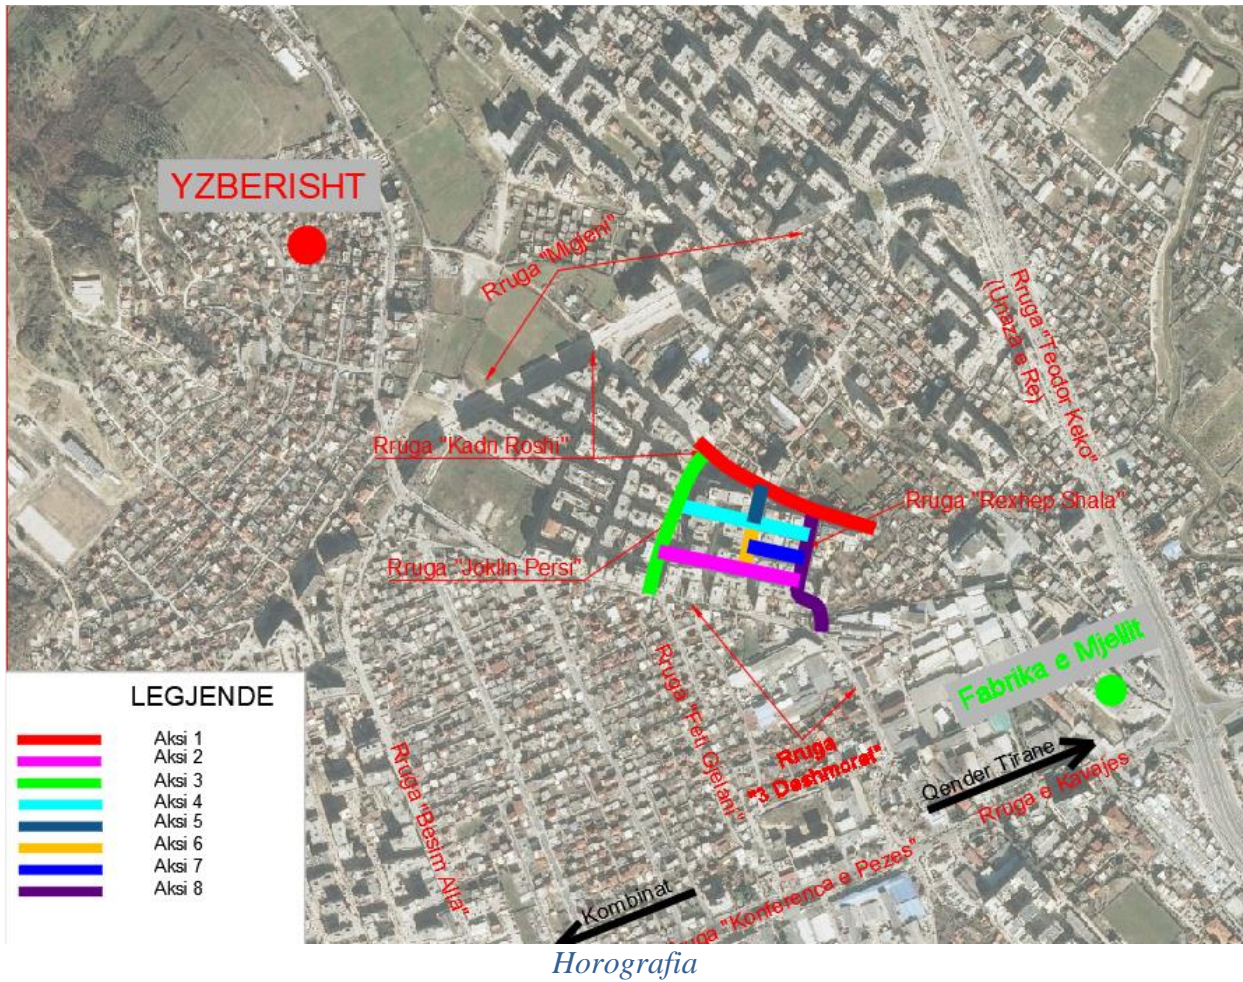 YZBERISHT
Rruga "Migjeni"
Rruga "Teodor Keko"
(Unaza e Re)
Rruga "Kadri Roshi"
Rruga "Rexhep Shala"
Rruga "Joklin Persi"
Fabrika e Mjellit
Rruga "Feti Gjelani"
Rruga
"3 Deshmoret"
Qender Tirane
Rruga e Kavajes
Rruga "Besim Alla"
Kombinat
"Konferenca e Pezes"
LEGJENDE
Aksi 1
Aksi 2
Aksi 3
Aksi 4
Aksi 5
Aksi 6
Aksi 7
Aksi 8
Horografia